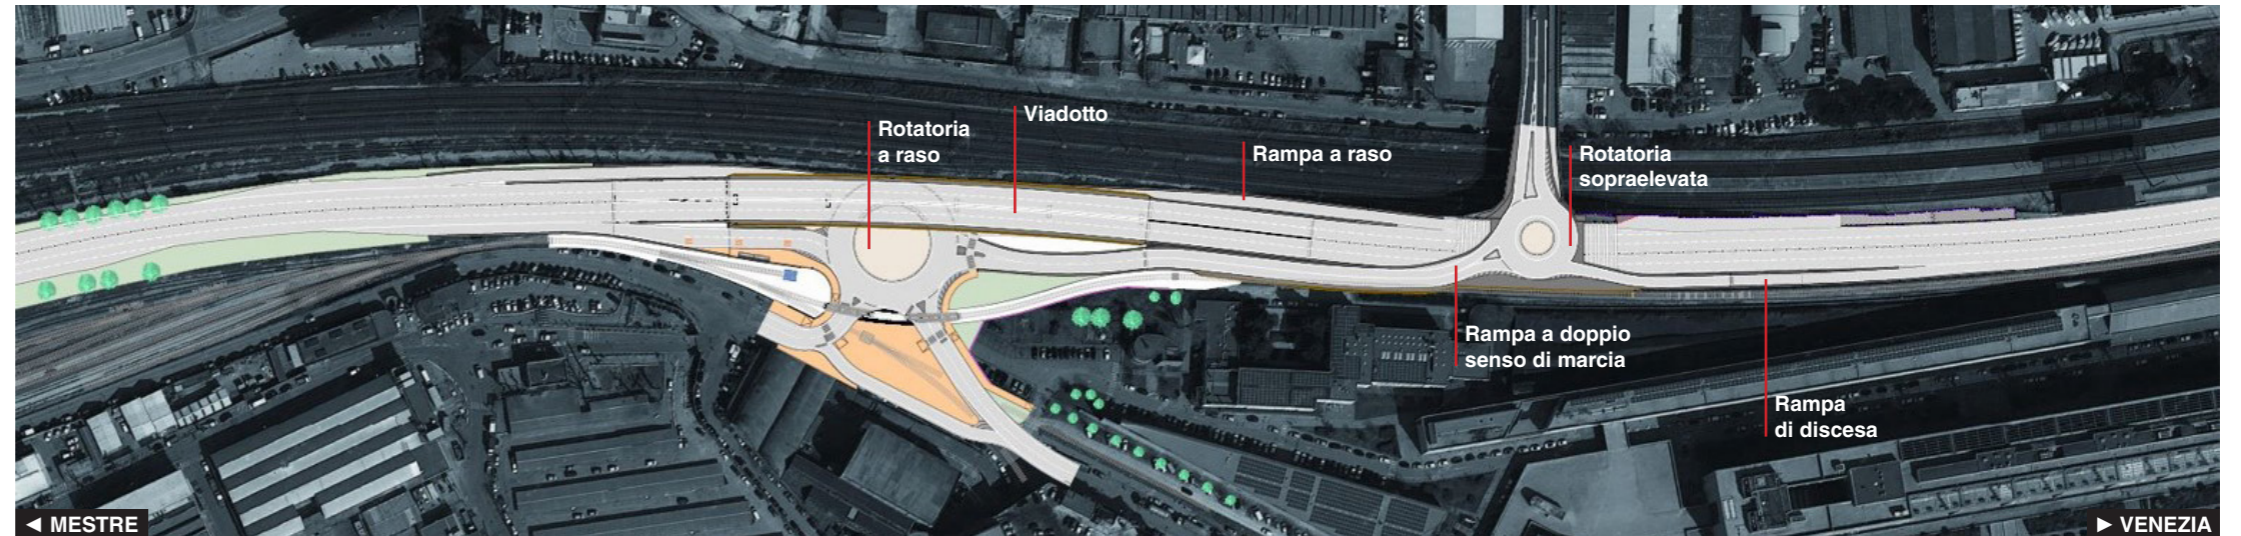 Viadotto
Rotatoria
a raso
Rampa a raso
Rotatoria
sopraelevata
Rampa a doppio
senso di marcia
Rampa
di discesa
◄ MESTRE
► VENEZIA